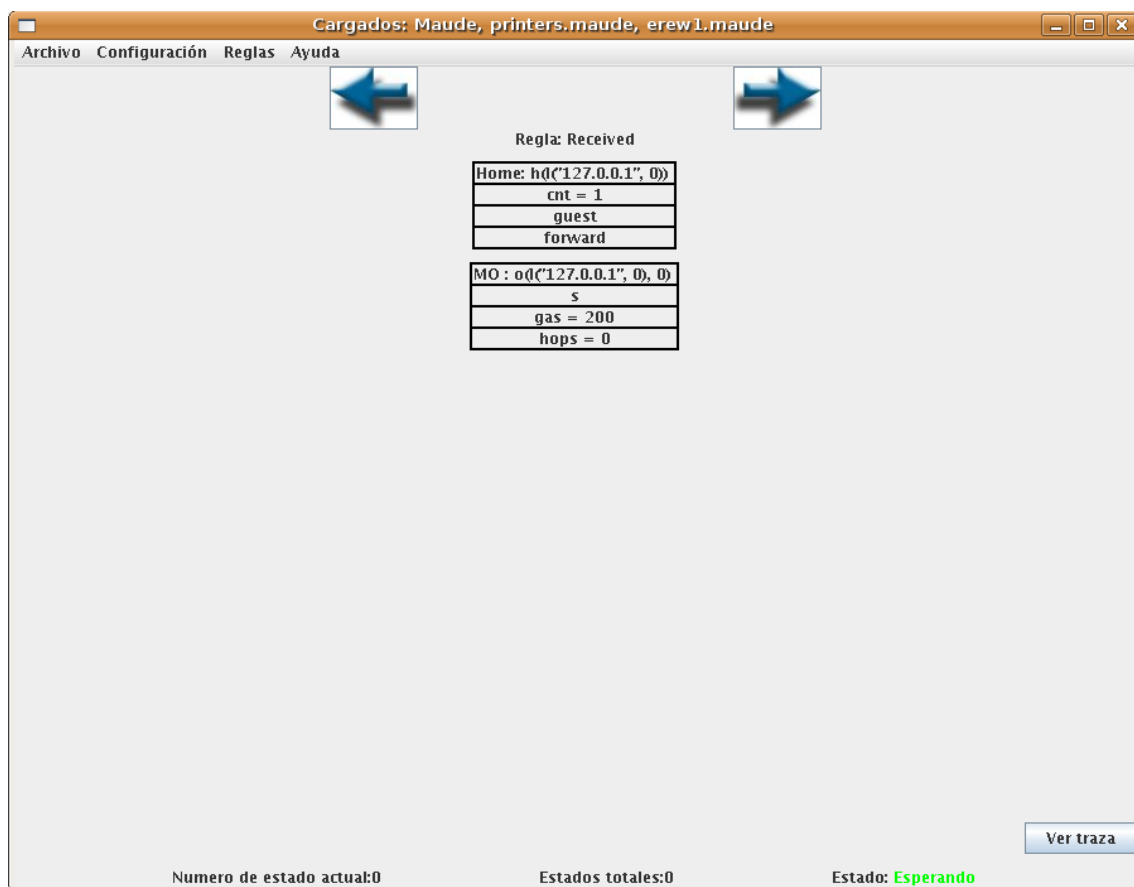 Cargados: Maude, printers.maude, erew1.maude
Archivo Configuración Reglas Ayuda
Regla: Received
Home: h(l("127.0.0.1", 0))
cnt = 1
guest
forward
MO : o(l("127.0.0.1", 0), 0)
s
gas = 200
hops = 0
Ver traza
Numero de estado actual:0 Estados totales:0 Estado: Esperando